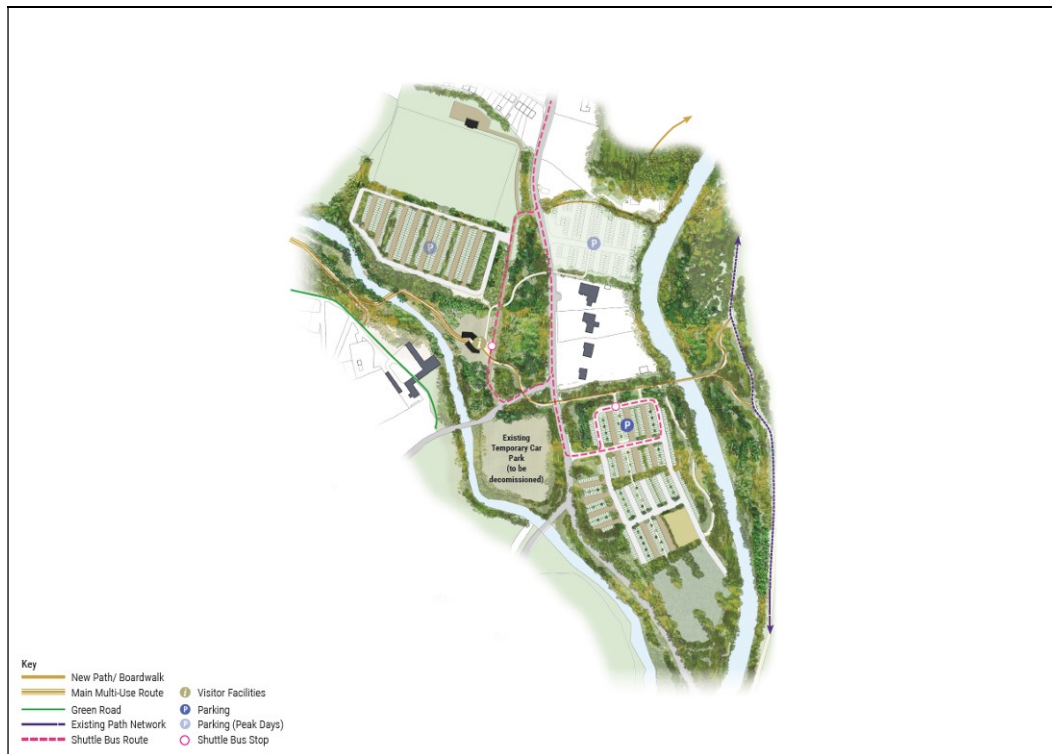 P
P
i
P
Existing
Temporary Car
Park
(to be
decomissioned)
Key
New Path/ Boardwalk
Main Multi-Use Route
Green Road
Existing Path Network
Shuttle Bus Route
i Visitor Facilities
P Parking
P Parking (Peak Days)
Shuttle Bus Stop